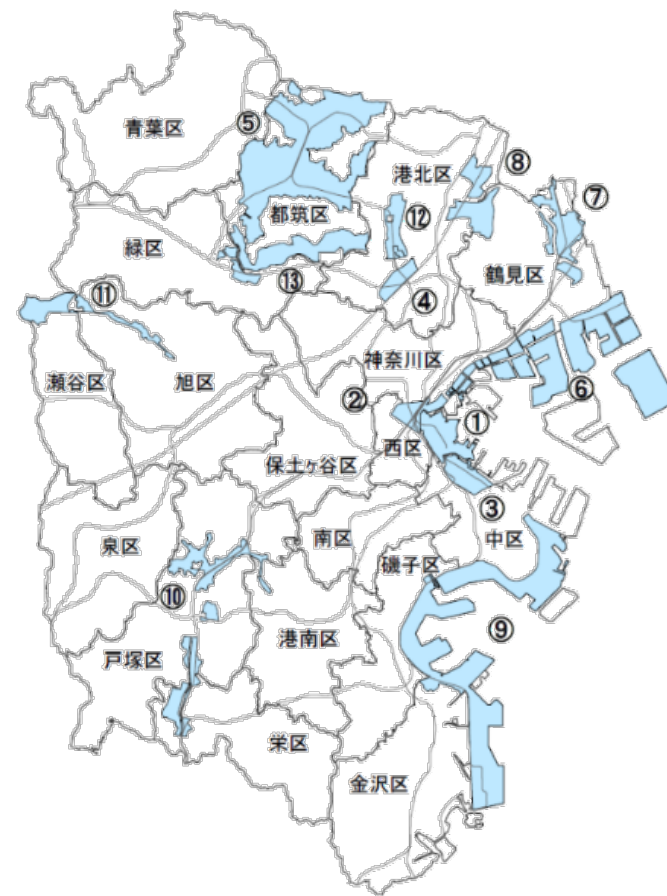 青葉区
⑤
港北区
⑧
⑦
都筑区
⑫
緑区
鶴見区
⑬
⑪
④
神奈川区
瀬谷区
旭区
②
⑥
①
西区
保土ヶ谷区
③
泉区
南区
中区
磯子区
⑩
⑨
港南区
戸塚区
栄区
金沢区